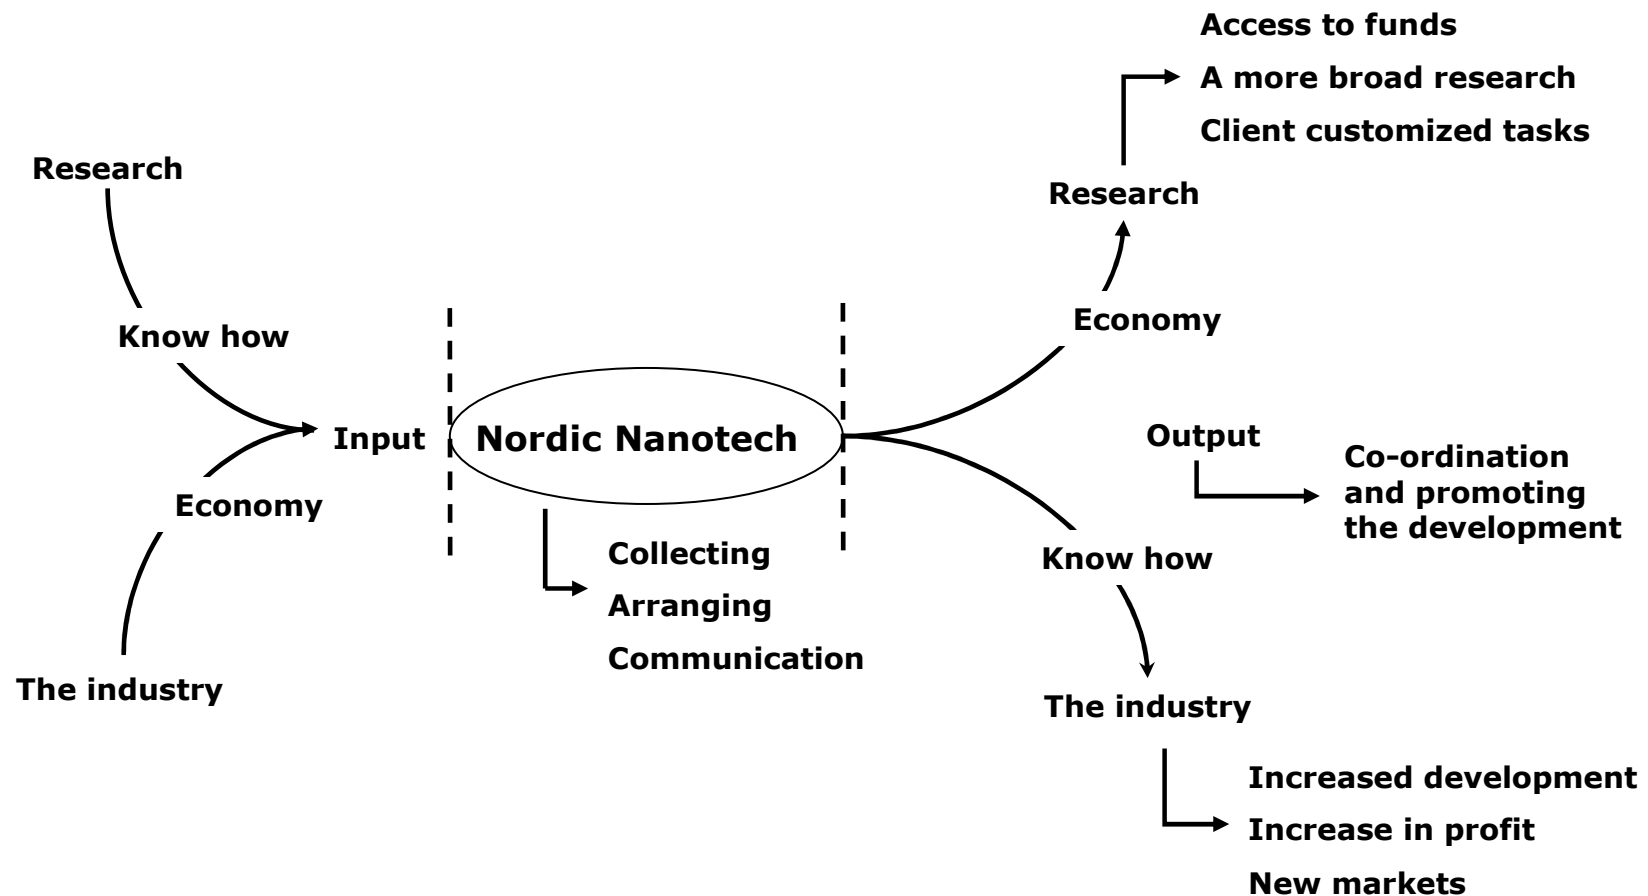 Research
Know how
Input
Economy
The industry
Nordic Nanotech
Collecting
Arranging
Communication
Access to funds
A more broad research
Client customized tasks
Research
Economy
Output
Co-ordination
and promoting
the development
Know how
The industry
Increased development
Increase in profit
New markets